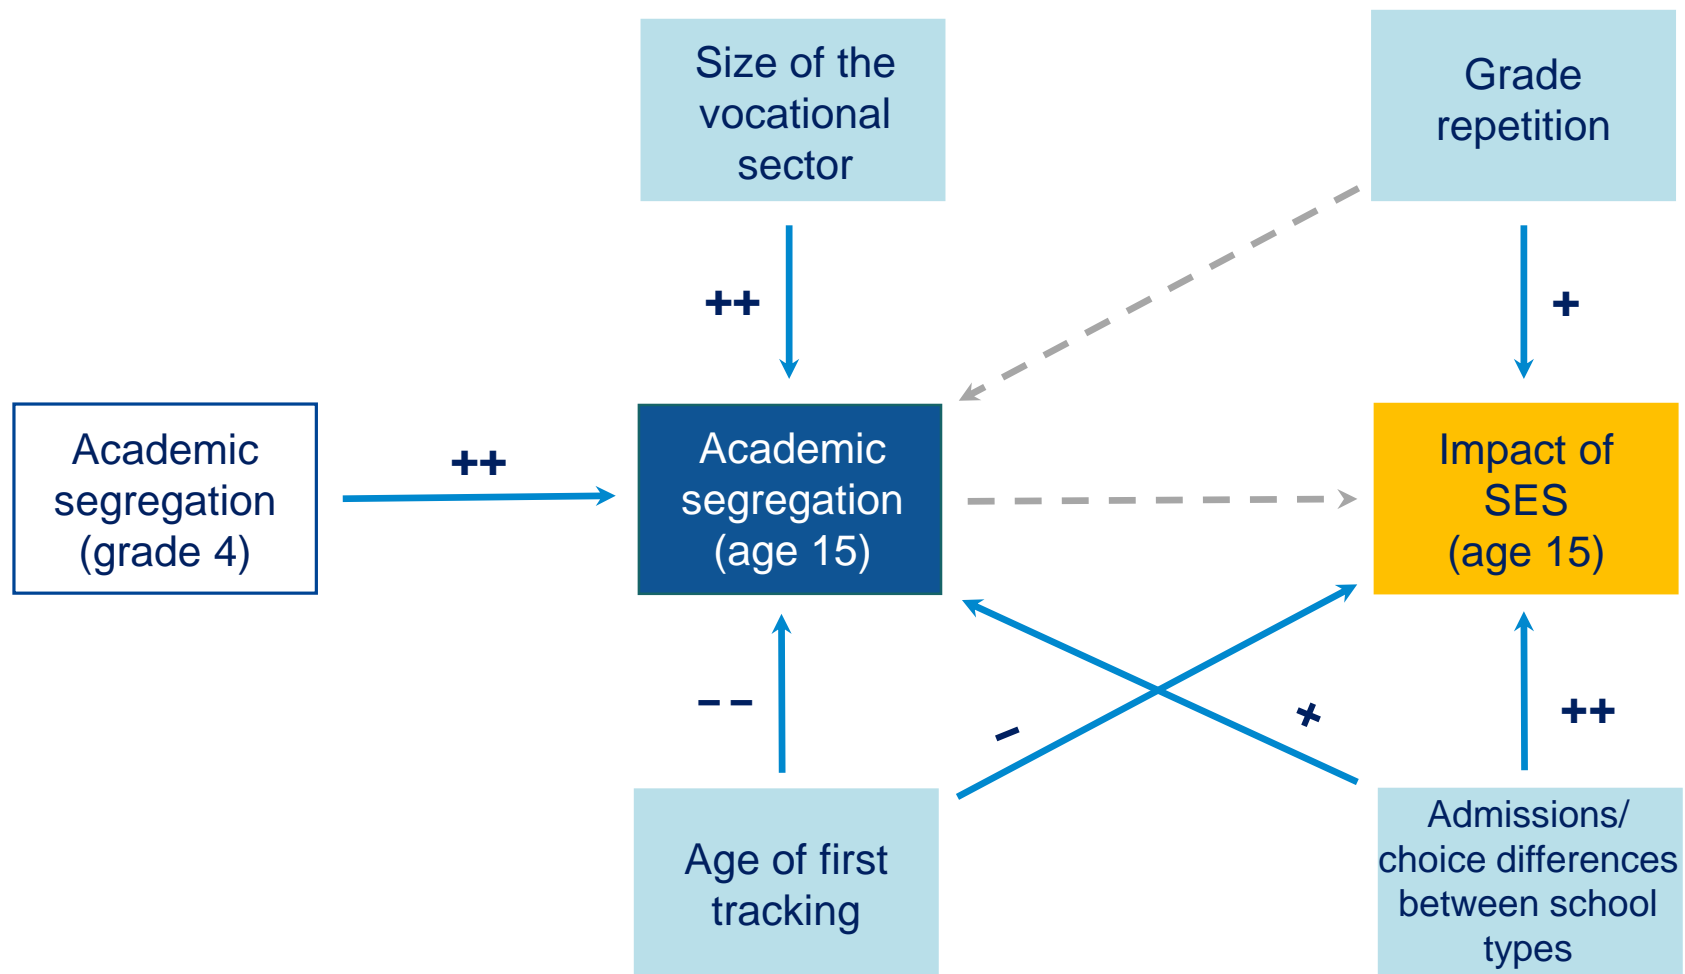 Size of the
vocational
sector
Grade
repetition
++
+
Academic
segregation
(grade 4)
++
Academic
segregation
(age 15)
Impact of
SES
(age 15)
– –
–
+
++
Age of first
tracking
Admissions/
choice differences
between school
types